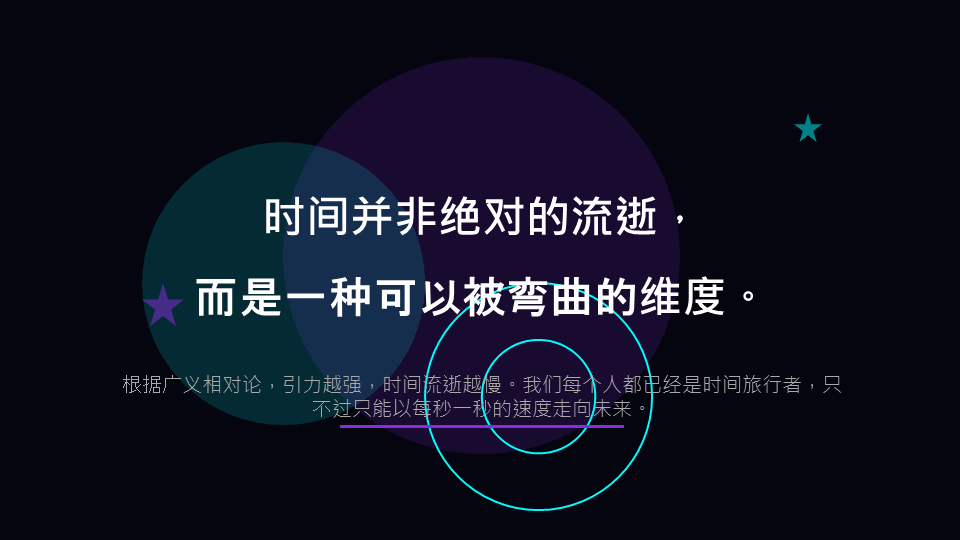 时间并非绝对的流逝，
而是一种可以被弯曲的维度。
根据广义相对论，引力越强，时间流逝越慢。我们每个人都已经是时间旅行者，只
不过只能以每秒一秒的速度走向未来。